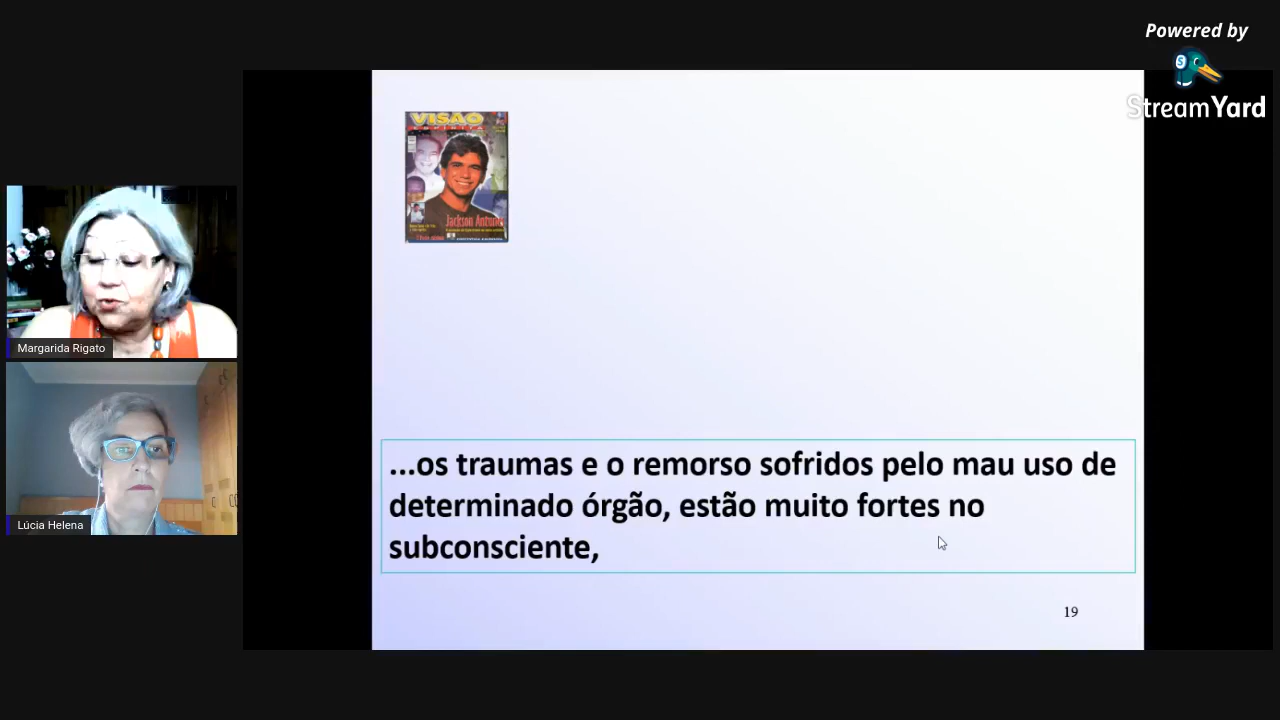 Powered by
StreamYard
VISÃO
ESPÍRITA
Jackson Antunes
Margarida Rigato
Lúcia Helena
...os traumas e o remorso sofridos pelo mau uso de
determinado órgão, estão muito fortes no
subconsciente,
19